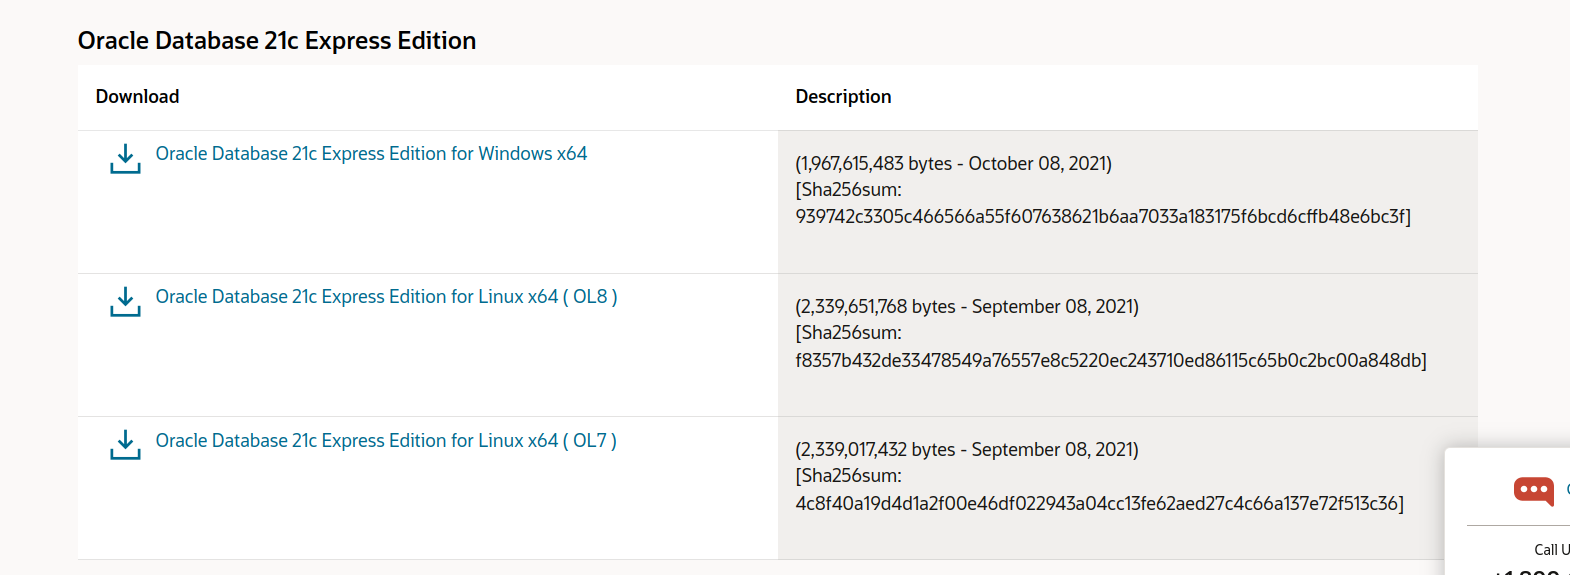 Oracle Database 21c Express Edition
Download
Description
Oracle Database 21c Express Edition for Windows x64
(1,967,615,483 bytes - October 08, 2021)
[Sha256sum:
939742c3305c466566a55f607638621b6aa7033a183175f6bcd6cffb48e6bc3f]
Oracle Database 21c Express Edition for Linux x64 ( OL8 )
(2,339,651,768 bytes - September 08, 2021)
[Sha256sum:
f8357b432de33478549a76557e8c5220ec243710ed86115c65b0c2bc00a848db]
Oracle Database 21c Express Edition for Linux x64 ( OL7 )
(2,339,017,432 bytes - September 08, 2021)
[Sha256sum:
4c8f40a19d4d1a2f00e46df022943a04cc13fe62aed27c4c66a137e72f513c36]
Call U